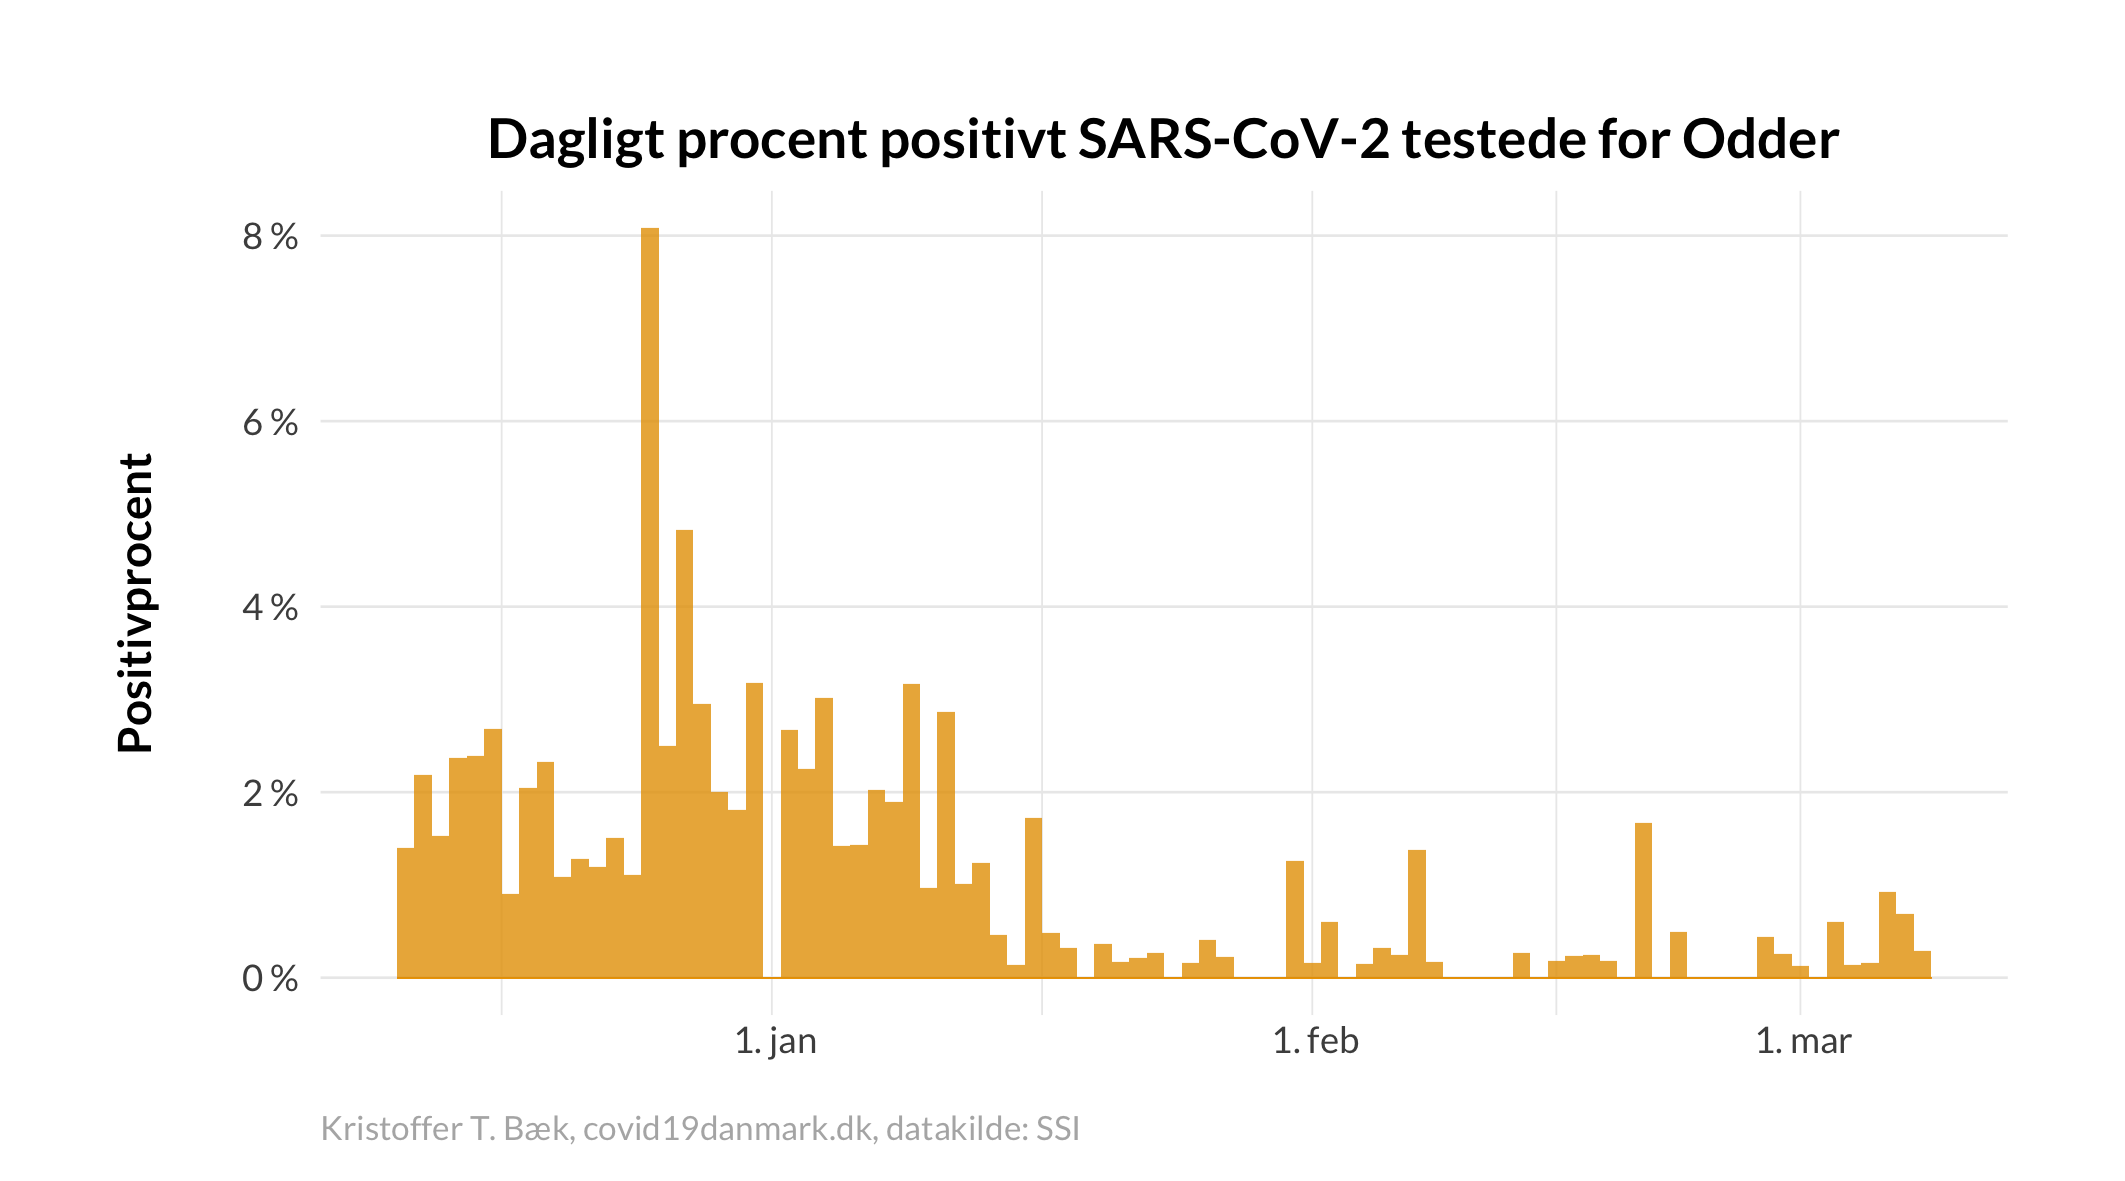 Dagligt procent positivt SARS-CoV-2 testede for Odder
Positivprocent
8 %
6 %
4 %
2 %
0 %
1. jan
1. feb
1. mar
Kristoffer T. Bæk, covid19danmark.dk, datakilde: SSI